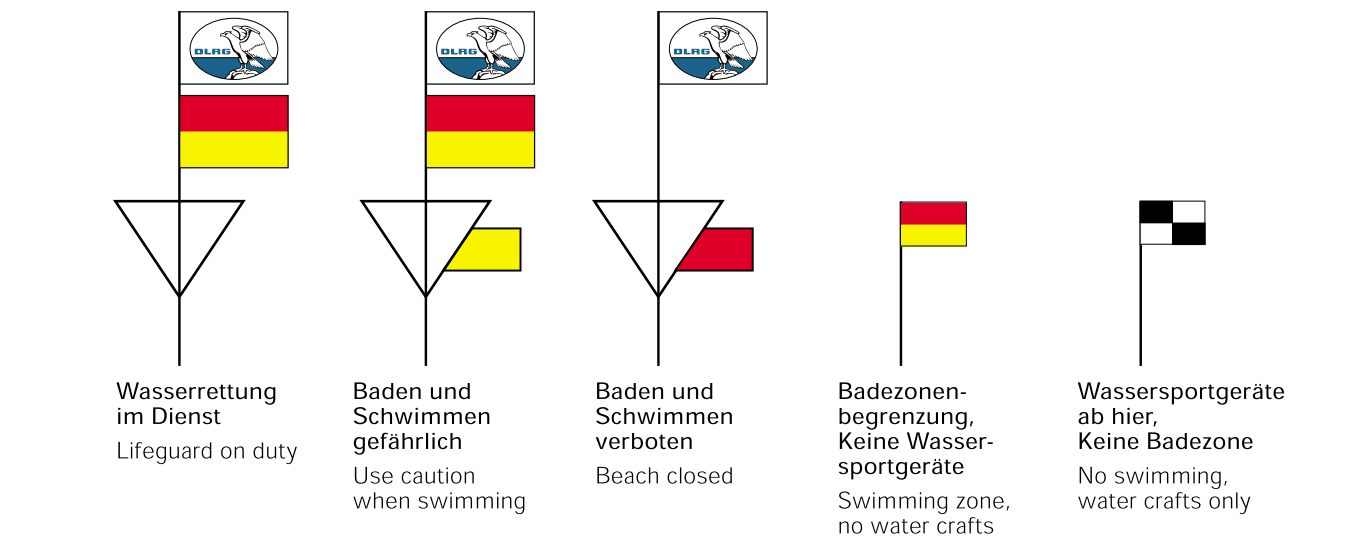 DLRG
DLRG
DLRG
Wasserrettung
im Dienst
Lifeguard on duty
Baden und
Schwimmen
gefährlich
Use caution
when swimming
Baden und
Schwimmen
verboten
Beach closed
Badezonen-
begrenzung,
Keine Wasser-
sportgeräte
Swimming zone,
no water crafts
Wassersportgeräte
ab hier,
Keine Badezone
No swimming,
water crafts only